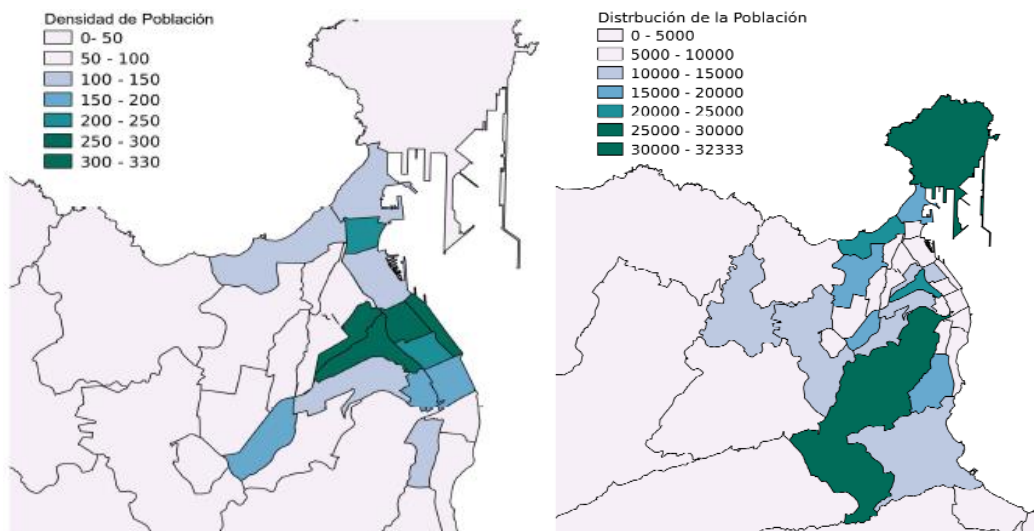 Densidad de Población
0- 50
50 - 100
100 - 150
150 - 200
200 - 250
250 - 300
300 - 330
Distrbución de la Población
0 - 5000
5000 - 10000
10000 - 15000
15000 - 20000
20000 - 25000
25000 - 30000
30000 - 32333